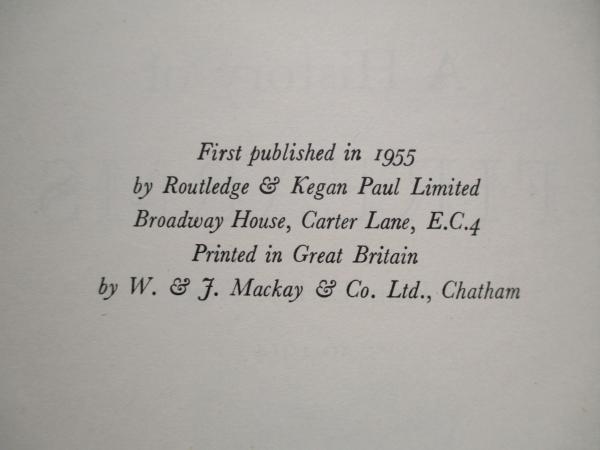 First published in 1955
by Routledge & Kegan Paul Limited
Broadway House, Carter Lane, E.C.4
Printed in Great Britain
by W. & J. Mackay & Co. Ltd., Chatham